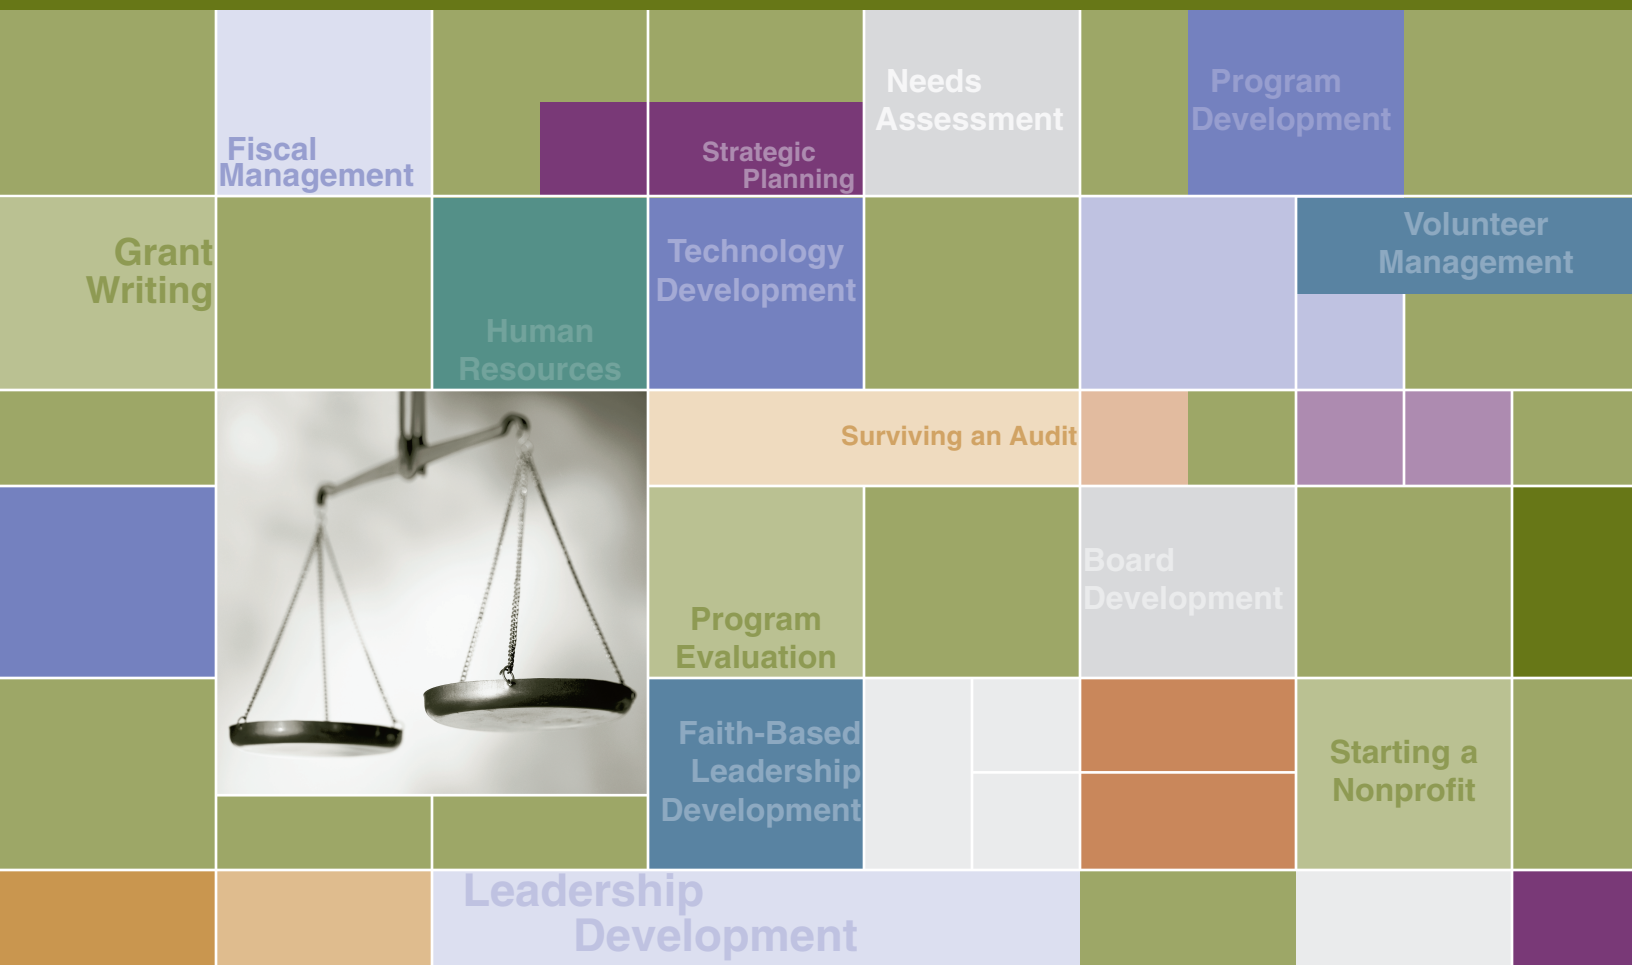 Needs
Assessment
Program
Development
Fiscal
Management
Strategic
Planning
Grant
Writing
Human
Resources
Technology
Development
Volunteer
Management
Surviving an Audit
Program
Evaluation
Board
Development
Faith-Based
Leadership
Development
Starting a
Nonprofit
Leadership
Development